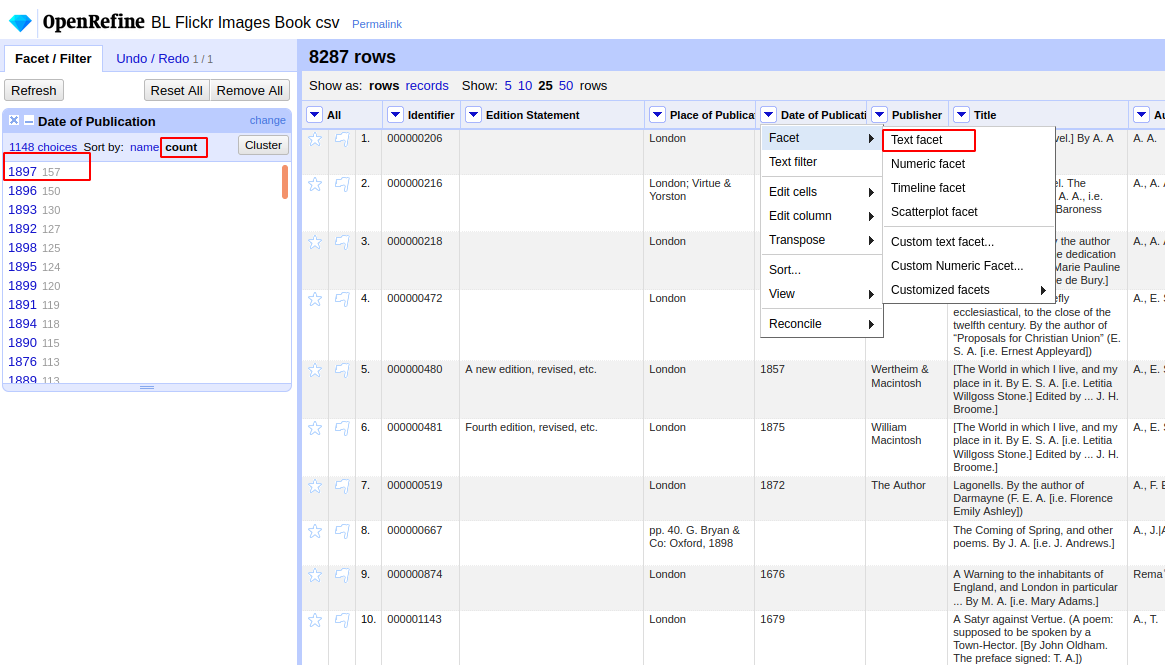 OpenRefine BL Flickr Images Book csv Permalink
Facet / Filter Undo / Redo 1 / 1
8287 rows
Refresh Reset All Remove All
Show as: rows records Show: 5 10 25 50 rows
Date of Publication change
1148 choices Sort by: name count Cluster
1897 157
1896 150
1893 130
1892 127
1898 125
1895 124
1899 120
1891 119
1894 118
1890 115
1876 113
1889 113
All Identifier Edition Statement Place of Publica Date of Publicati Publisher Title Au
Facet
Text filter
Edit cells
Edit column
Transpose
Sort...
View
Reconcile
Text facet
Numeric facet
Timeline facet
Scatterplot facet
Custom text facet...
Custom Numeric Facet...
Customized facets
1. 000000206 London vel.] By A. A A. A.
2. 000000216 London; Virtue & el. The A., A.
Yorston A. A., i.e.
Baroness
3. 000000218 London y the author A., A.
e dedication
Marie Pauline
e de Bury.]
4. 000000472 London efly A., E.
ecclesiastical, to the close of the
twelfth century. By the author of
“Proposals for Christian Union” (E.
S. A. [i.e. Ernest Appleyard])
5. 000000480 A new edition, revised, etc. London 1857 Wertheim & [The World in which I live, and my A., E.
Macintosh place in it. By E. S. A. [i.e. Letitia
Willgoss Stone.] Edited by ... J. H.
Broome.]
6. 000000481 Fourth edition, revised, etc. London 1875 William [The World in which I live, and my A., E.
Macintosh place in it. By E. S. A. [i.e. Letitia
Willgoss Stone.] Edited by ... J. H.
Broome.]
7. 000000519 London 1872 The Author Lagonells. By the author of A., F. E
Darmayne (F. E. A. [i.e. Florence
Emily Ashley])
8. 000000667 pp. 40. G. Bryan & The Coming of Spring, and other A., J.|A
Co: Oxford, 1898 poems. By J. A. [i.e. J. Andrews.]
9. 000000874 London 1676 A Warning to the inhabitants of Rema
England, and London in particular
... By M. A. [i.e. Mary Adams.]
10. 000001143 London 1679 A Satyr against Vertue. (A poem: A., T.
supposed to be spoken by a
Town-Hector. [By John Oldham.
The preface signed: T. A.])